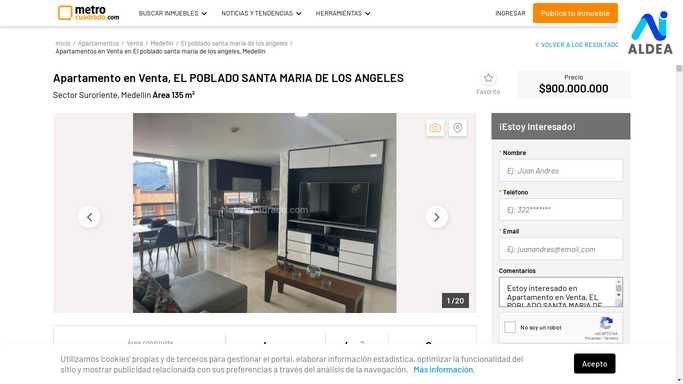 metro
cuadrado.com
BUSCAR INMUEBLES
NOTICIAS Y TENDENCIAS
HERRAMIENTAS
INGRESAR
Publica tu Inmueble
ALDEA
Inicio / Apartamentos / Venta / Medellin / El poblado santa maria de los angeles /
Apartamentos en Venta en El poblado santa maria de los angeles, Medellin
< VOLVER A LOS RESULTADO
Apartamento en Venta, EL POBLADO SANTA MARIA DE LOS ANGELES
Sector Suroriente, Medellin Área 135 m²
Favorito
Precio
$900.000.000
1 / 20
¡Estoy Interesado!
* Nombre
Ej: Juan Andres
* Teléfono
Ej: 322*******
* Email
Ej: juanandres@email.com
Comentarios
Estoy interesado en
Apartamento en Venta, EL
POBLADO SANTA MARIA DE
No soy un robot
reCAPTCHA
Privacidad - Términos
Área construida
Utilizamos 'cookies' propias y de terceros para gestionar el portal, elaborar información estadística, optimizar la funcionalidad del
sitio y mostrar publicidad relacionada con sus preferencias a través del análisis de la navegación. Más información.
Acepto